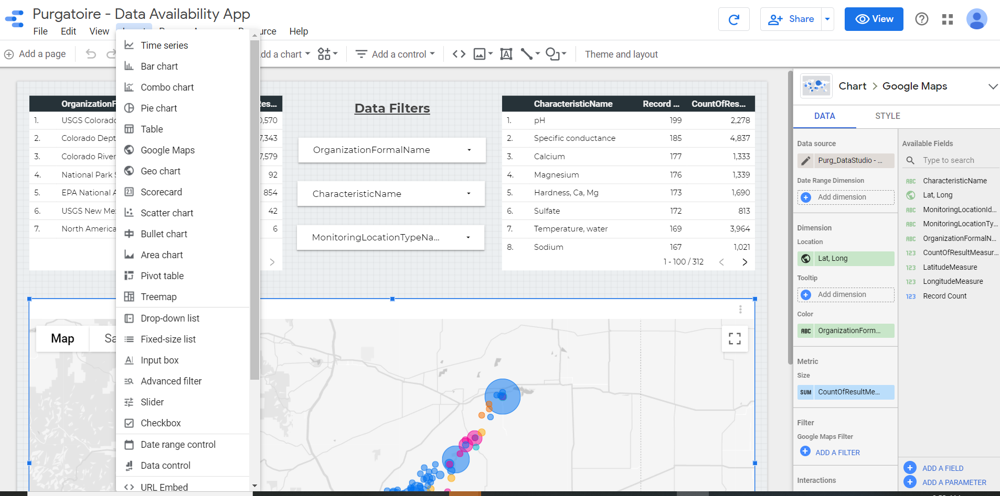 Purgatoire - Data Availability App
File Edit View Help
Share
View
Add a page
dd a chart
Add a control
Theme and layout
Time series
Bar chart
Combo chart
Pie chart
Table
Google Maps
Geo chart
Scorecard
Scatter chart
Bullet chart
Area chart
Pivot table
Treemap
Drop-down list
Fixed-size list
Input box
Advanced filter
Slider
Checkbox
Date range control
Data control
URL Embed
OrganizationF
es...
1. USGS Colorado ,570
2. Colorado Dept 7,343
3. Colorado River 7,579
4. National Park S 92
5. EPA National A 854
6. USGS New Me 42
7. North America 6
Data Filters
OrganizationFormalName
CharacteristicName
MonitoringLocationTypeNa...
CharacteristicName Record ... CountOfRes...
1. pH 199 2,278
2. Specific conductance 185 4,837
3. Calcium 177 1,333
4. Magnesium 176 1,339
5. Hardness, Ca, Mg 173 1,690
6. Sulfate 172 813
7. Temperature, water 169 3,964
8. Sodium 167 1,021
1 - 100 / 312
Map Sa
Chart > Google Maps
DATA STYLE
Data source
Purg_DataStudio - ...
Date Range Dimension
Add dimension
Dimension
Location
Lat, Long
Tooltip
Add dimension
Color
ABC OrganizationForm...
Metric
Size
SUM CountOfResultMe...
Filter
Google Maps Filter
ADD A FILTER
Interactions
Available Fields
Type to search
ABC CharacteristicName
Lat, Long
ABC MonitoringLocationId...
ABC MonitoringLocationTy...
ABC OrganizationFormalN...
123 CountOfResultMeasur...
123 LatitudeMeasure
123 LongitudeMeasure
123 Record Count
ADD A FIELD
ADD A PARAMETER